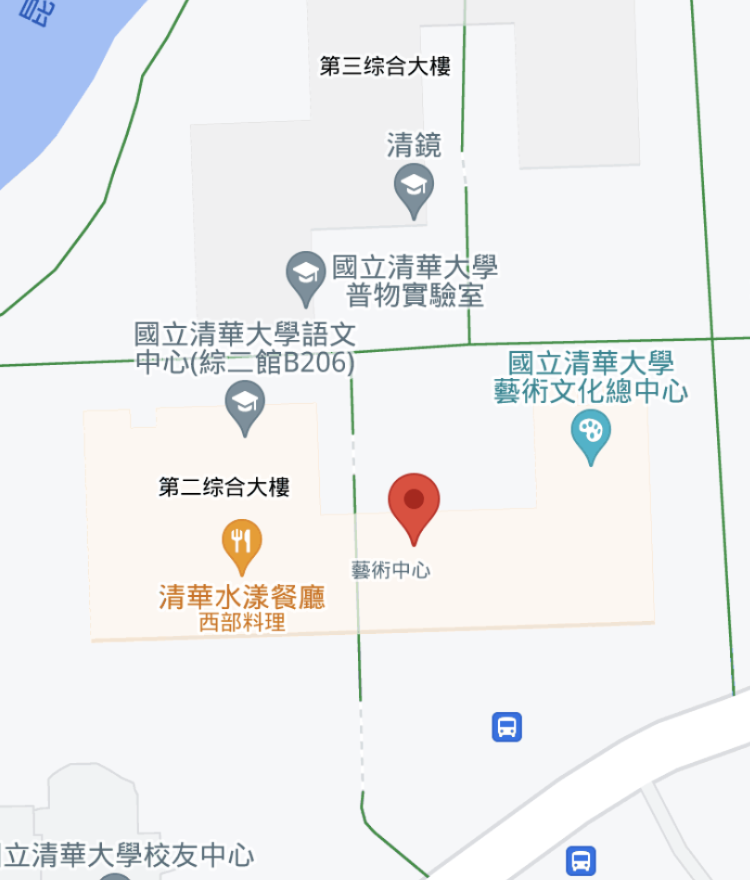 昆
第三综合大樓
清鏡
國立清華大學
普物實驗室
國立清華大學語文
中心(綜二館B206)
國立清華大學
藝術文化總中心
第二综合大樓
藝術中心
清華水漾餐廳
西部料理
立清華大學校友中心